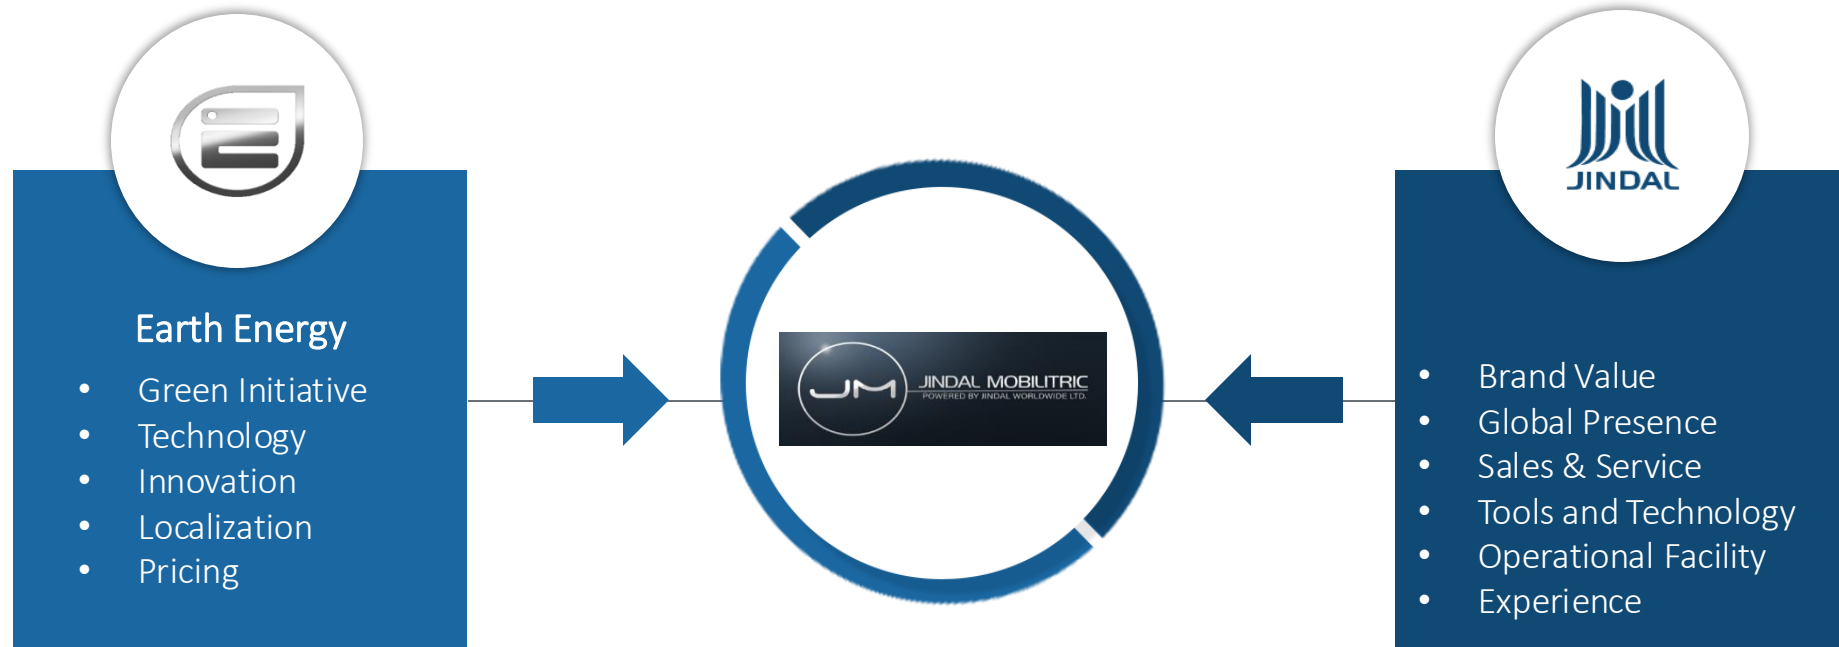 Earth Energy
• Green Initiative
• Technology
• Innovation
• Localization
• Pricing
JM
JINDAL MOBILITRIC
POWERED BY JINDAL WORLDWIDE LTD.
JINDAL
• Brand Value
• Global Presence
• Sales & Service
• Tools and Technology
• Operational Facility
• Experience